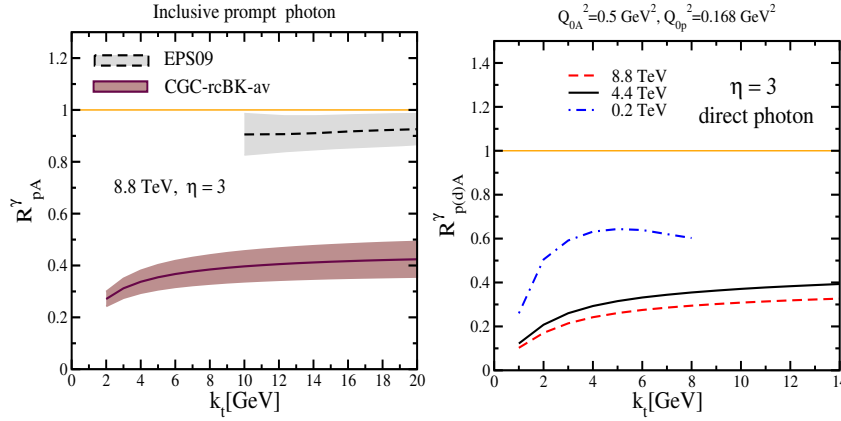 Inclusive prompt photon
EPS09
CGC-rcBK-av
8.8 TeV, η = 3
R^γ_pA
0
0.2
0.4
0.6
0.8
1
1.2
0 2 4 6 8 10 12 14 16 18 20
k_t[GeV]
Q_0A^2=0.5 GeV^2, Q_0p^2=0.168 GeV^2
8.8 TeV
4.4 TeV
0.2 TeV
η = 3
direct photon
R^γ_p(d)A
0
0.2
0.4
0.6
0.8
1
1.2
1.4
0 2 4 6 8 10 12 14
k_t[GeV]